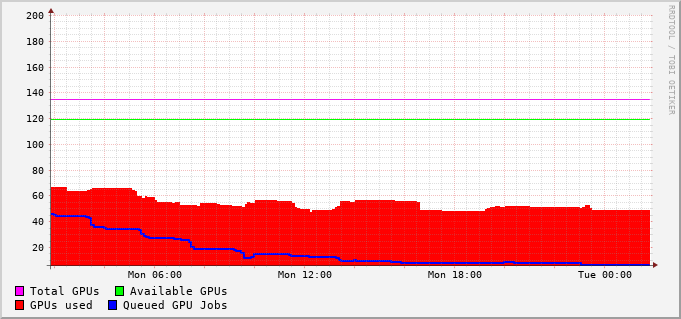 200
180
160
140
120
100
80
60
40
20
Mon 06:00 Mon 12:00 Mon 18:00 Tue 00:00
Total GPUs Available GPUs
GPUs used Queued GPU Jobs
RRDTOOL / TOBI OETIKER